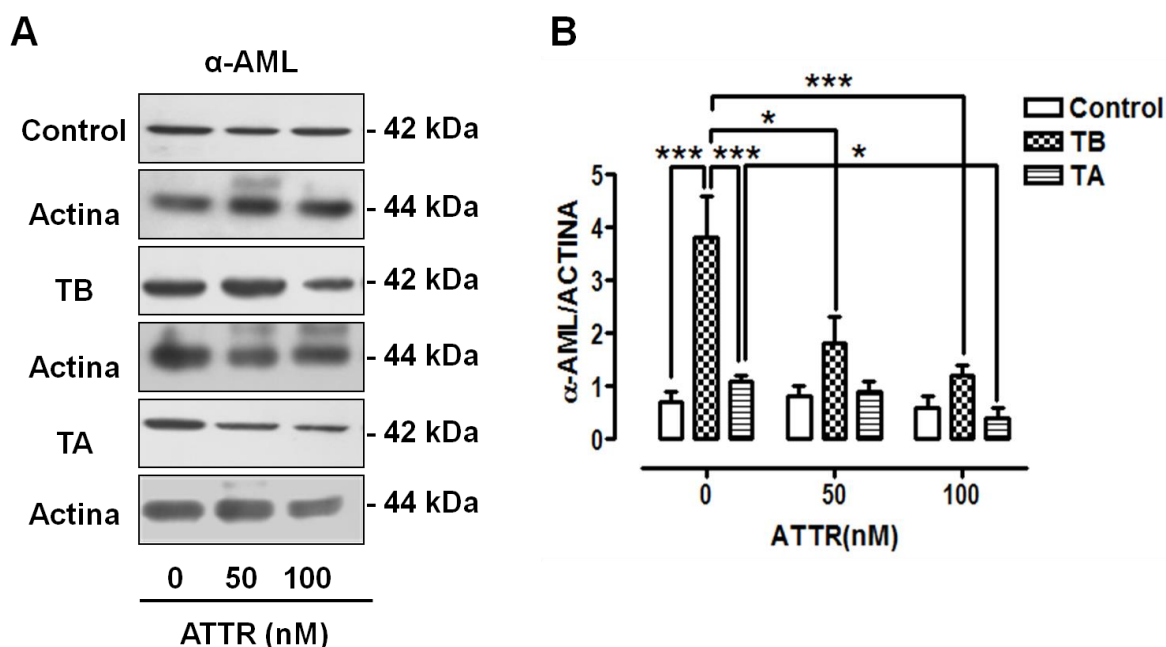 A
α-AML
Control - 42 kDa
Actina - 44 kDa
TB - 42 kDa
Actina - 44 kDa
TA - 42 kDa
Actina - 44 kDa
0 50 100
ATTR (nM)
B
***
*
*** *** *
Control
TB
TA
α-AML/ACTINA
5
4
3
2
1
0
0 50 100
ATTR(nM)